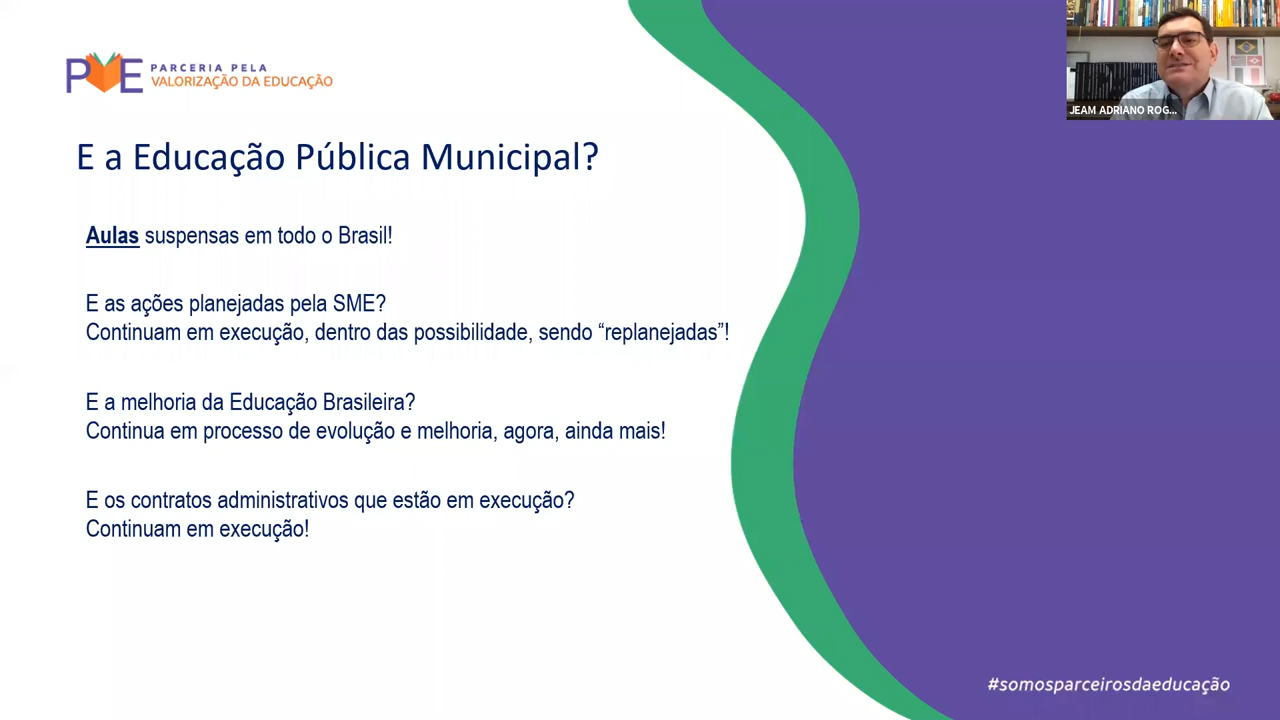 PVE PARCERIA PELA
VALORIZAÇÃO DA EDUCAÇÃO
JEAM ADRIANO ROG...
E a Educação Pública Municipal?
Aulas suspensas em todo o Brasil!
E as ações planejadas pela SME?
Continuam em execução, dentro das possibilidade, sendo “replanejadas”!
E a melhoria da Educação Brasileira?
Continua em processo de evolução e melhoria, agora, ainda mais!
E os contratos administrativos que estão em execução?
Continuam em execução!
#somosparceirosdaeducação